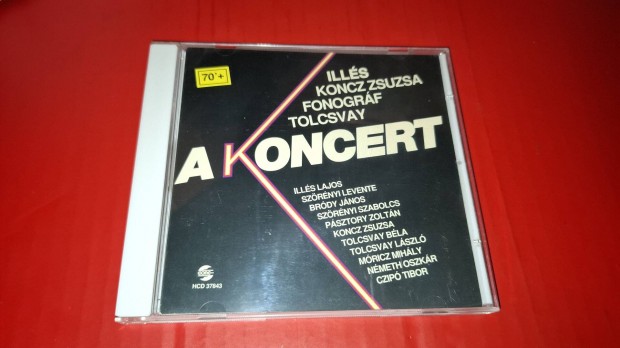 70'+
ILLÉS
KONCZ ZSUZSA
FONOGRÁF
TOLCSVAY
A KONCERT
ILLÉS LAJOS
SZÖRÉNYI LEVENTE
BRÓDY JÁNOS
SZÖRÉNYI SZABOLCS
PÁSZTORY ZOLTÁN
KONCZ ZSUZSA
TOLCSVAY BÉLA
TOLCSVAY LÁSZLÓ
MÓRICZ MIHÁLY
NÉMETH OSZKÁR
CZIPÓ TIBOR
HCD 37843